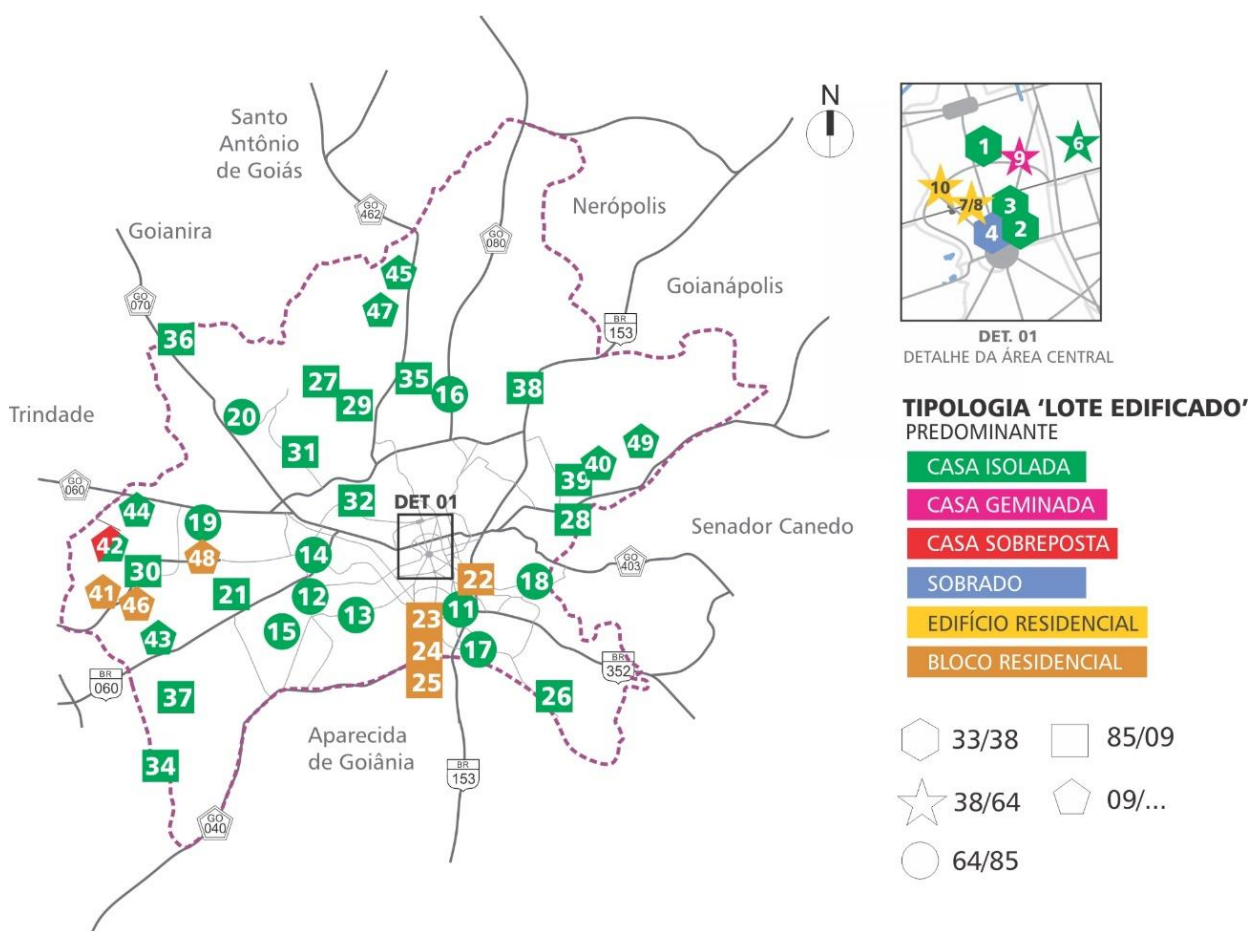 Santo
Antônio
de Goiás
Goianira
Trindade
Nerópolis
Goianápolis
Senador Canedo
Aparecida
de Goiânia
GO
462
GO
080
GO
070
GO
060
BR
153
GO
403
BR
352
BR
060
BR
153
GO
040
N
45
47
36
27
29
35
16
38
20
31
49
40
39
28
32
DET 01
44
19
42
48
30
14
41
46
21
12
13
15
43
22
18
11
23
24
25
17
26
37
34
1
9
6
10
7/8
3
4
2
DET. 01
DETALHE DA ÁREA CENTRAL
TIPOLOGIA 'LOTE EDIFICADO'
PREDOMINANTE
CASA ISOLADA
CASA GEMINADA
CASA SOBREPOSTA
SOBRADO
EDIFÍCIO RESIDENCIAL
BLOCO RESIDENCIAL
33/38
85/09
38/64
09/...
64/85